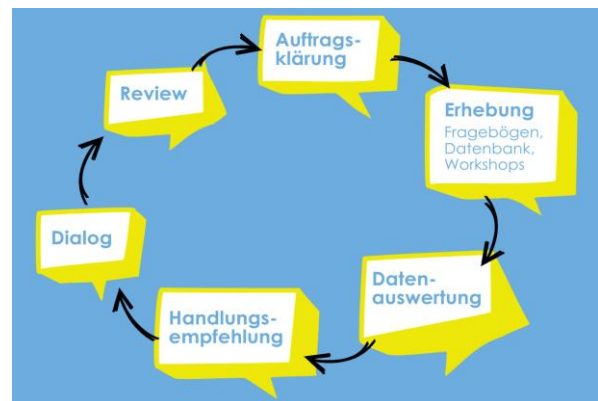 Auftrags-
klärung
Erhebung
Fragebögen,
Datenbank,
Workshops
Daten-
auswertung
Handlungs-
empfehlung
Dialog
Review